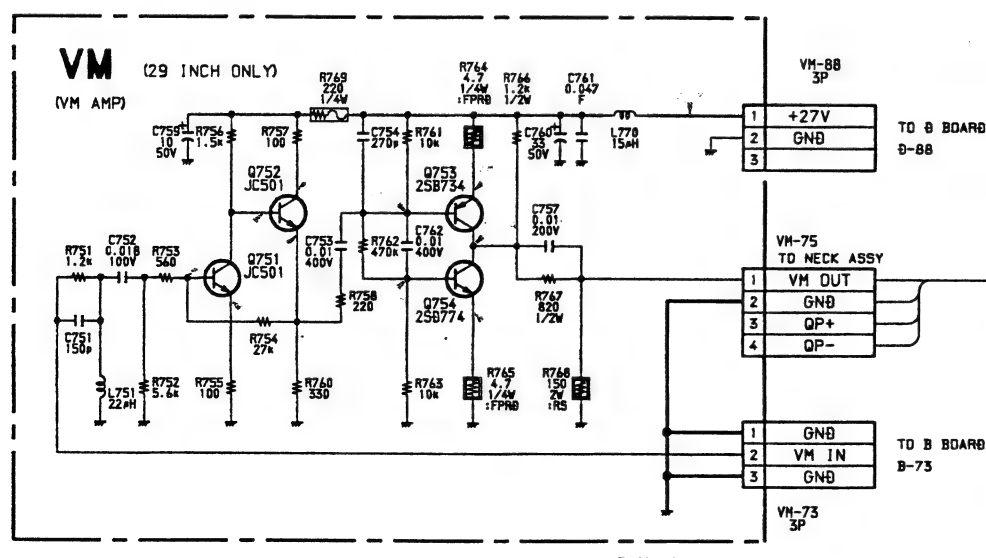 VM (29 INCH ONLY)
(VM AMP)
R769
220
1/4W
R764
4.7
1/4W
:FPRD
R766
1.2k
1/2W
C761
0.047
F
VM-88
3P
1 +27V
2 GND
3
TO D BOARD
D-88
C759
10
50V
R756
1.5k
R757
100
C754
270p
R761
10k
C760
33
50V
L770
15μH
Q752
JC501
Q753
2SB734
C757
0.01
200V
R751
1.2k
C752
0.018
100V
R753
560
Q751
JC501
C753
0.01
400V
R762
470k
C762
0.01
400V
VM-75
TO NECK ASSY
1 VM OUT
2 GND
3 QP+
4 QP-
R758
220
Q754
2SD774
R767
820
1/2W
C751
150p
R754
27k
L751
22μH
R752
5.6k
R755
100
R760
330
R763
10k
R765
4.7
1/4W
:FPRD
R768
150
2W
:RS
1 GND
2 VM IN
3 GND
TO B BOARD
B-73
VM-73
3P